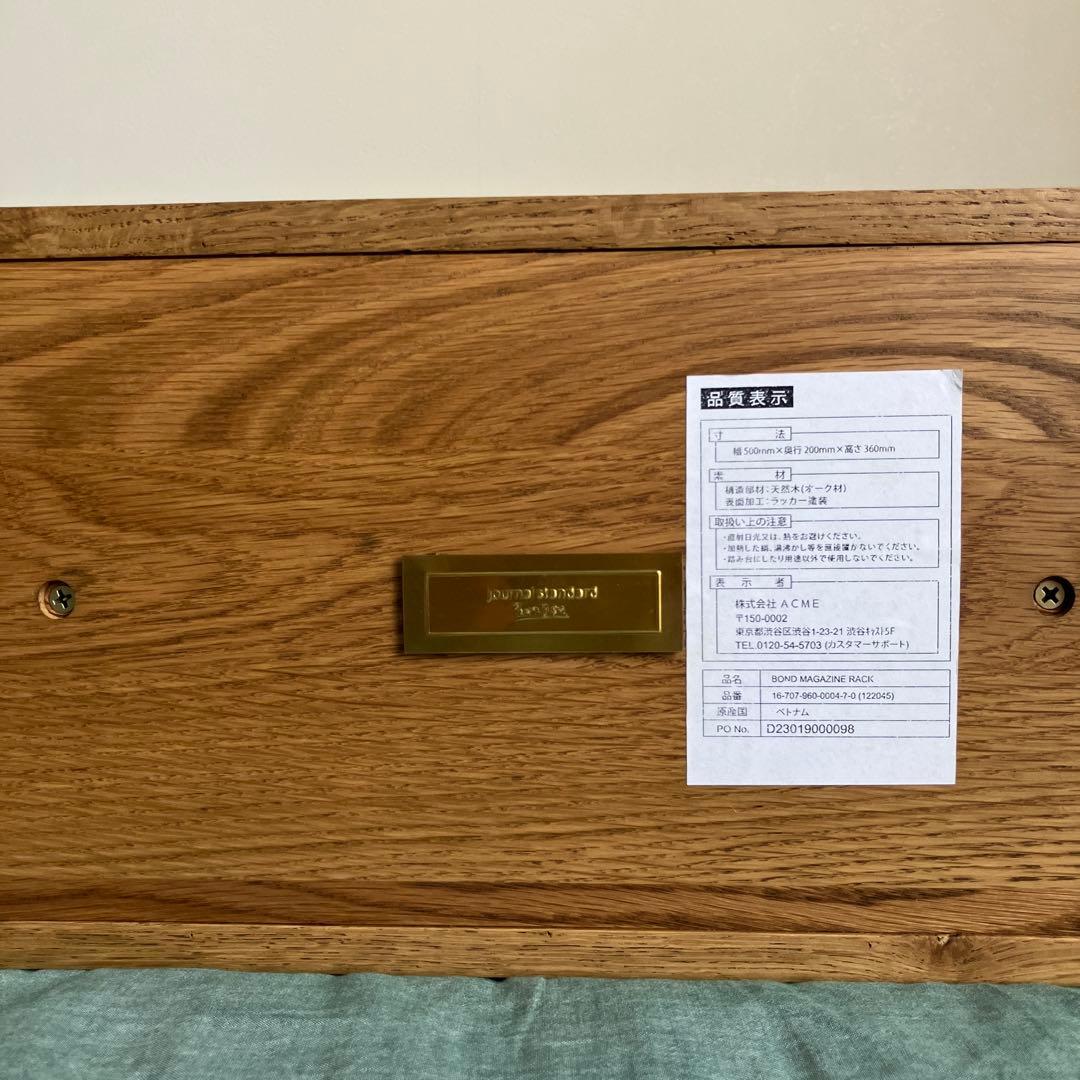 journal standard
Furniture
品質表示
寸法
幅500mm×奥行200mm×高さ360mm
素材
構造部材:天然木(オーク材)
表面加工:ラッカー塗装
取扱い上の注意
・直射日光又は、熱をお避けください。
・加熱した鍋、湯沸かし等を直接置かないでください。
・踏み台にしたり用途以外で使用しないでください。
表示者
株式会社 ACME
〒150-0002
東京都渋谷区渋谷1-23-21 渋谷ｷｬｽﾄ5F
TEL.0120-54-5703 (カスタマーサポート)
品名 BOND MAGAZINE RACK
品番 16-707-960-0004-7-0 (122045)
原産国 ベトナム
PO No. D23019000098